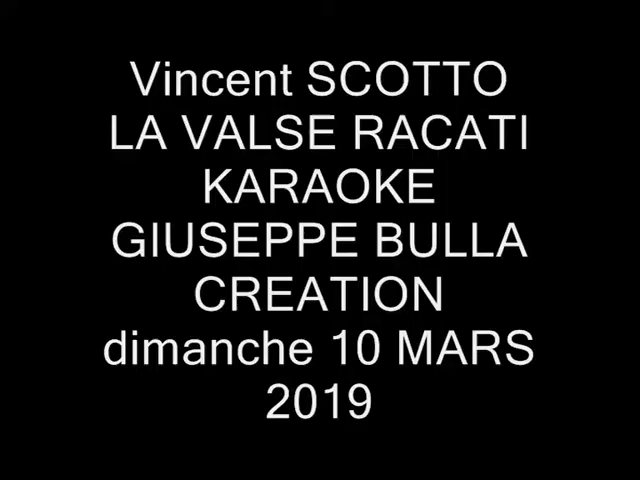 Vincent SCOTTO
LA VALSE RACATI
KARAOKE
GIUSEPPE BULLA
CREATION
dimanche 10 MARS
2019